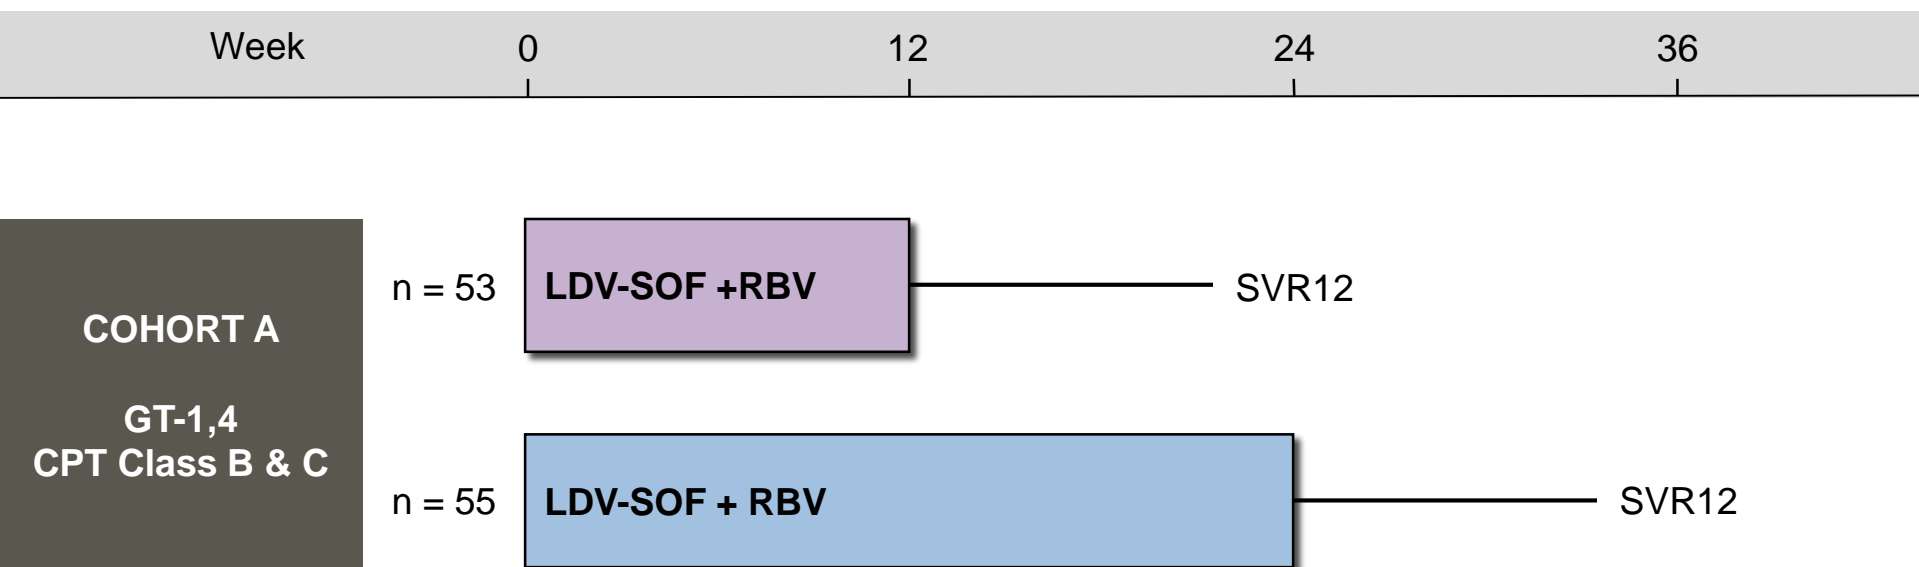 Week 0 12 24 36
COHORT A
GT-1,4
CPT Class B & C
n = 53 LDV-SOF +RBV SVR12
n = 55 LDV-SOF + RBV SVR12